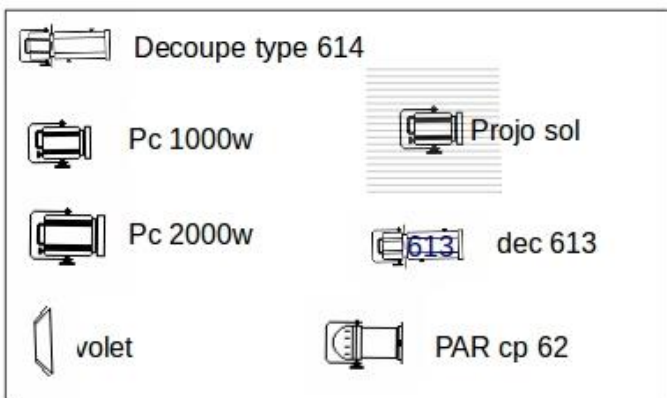 Decoupe type 614
Pc 1000w
Projo sol
Pc 2000w
613
dec 613
volet
PAR cp 62